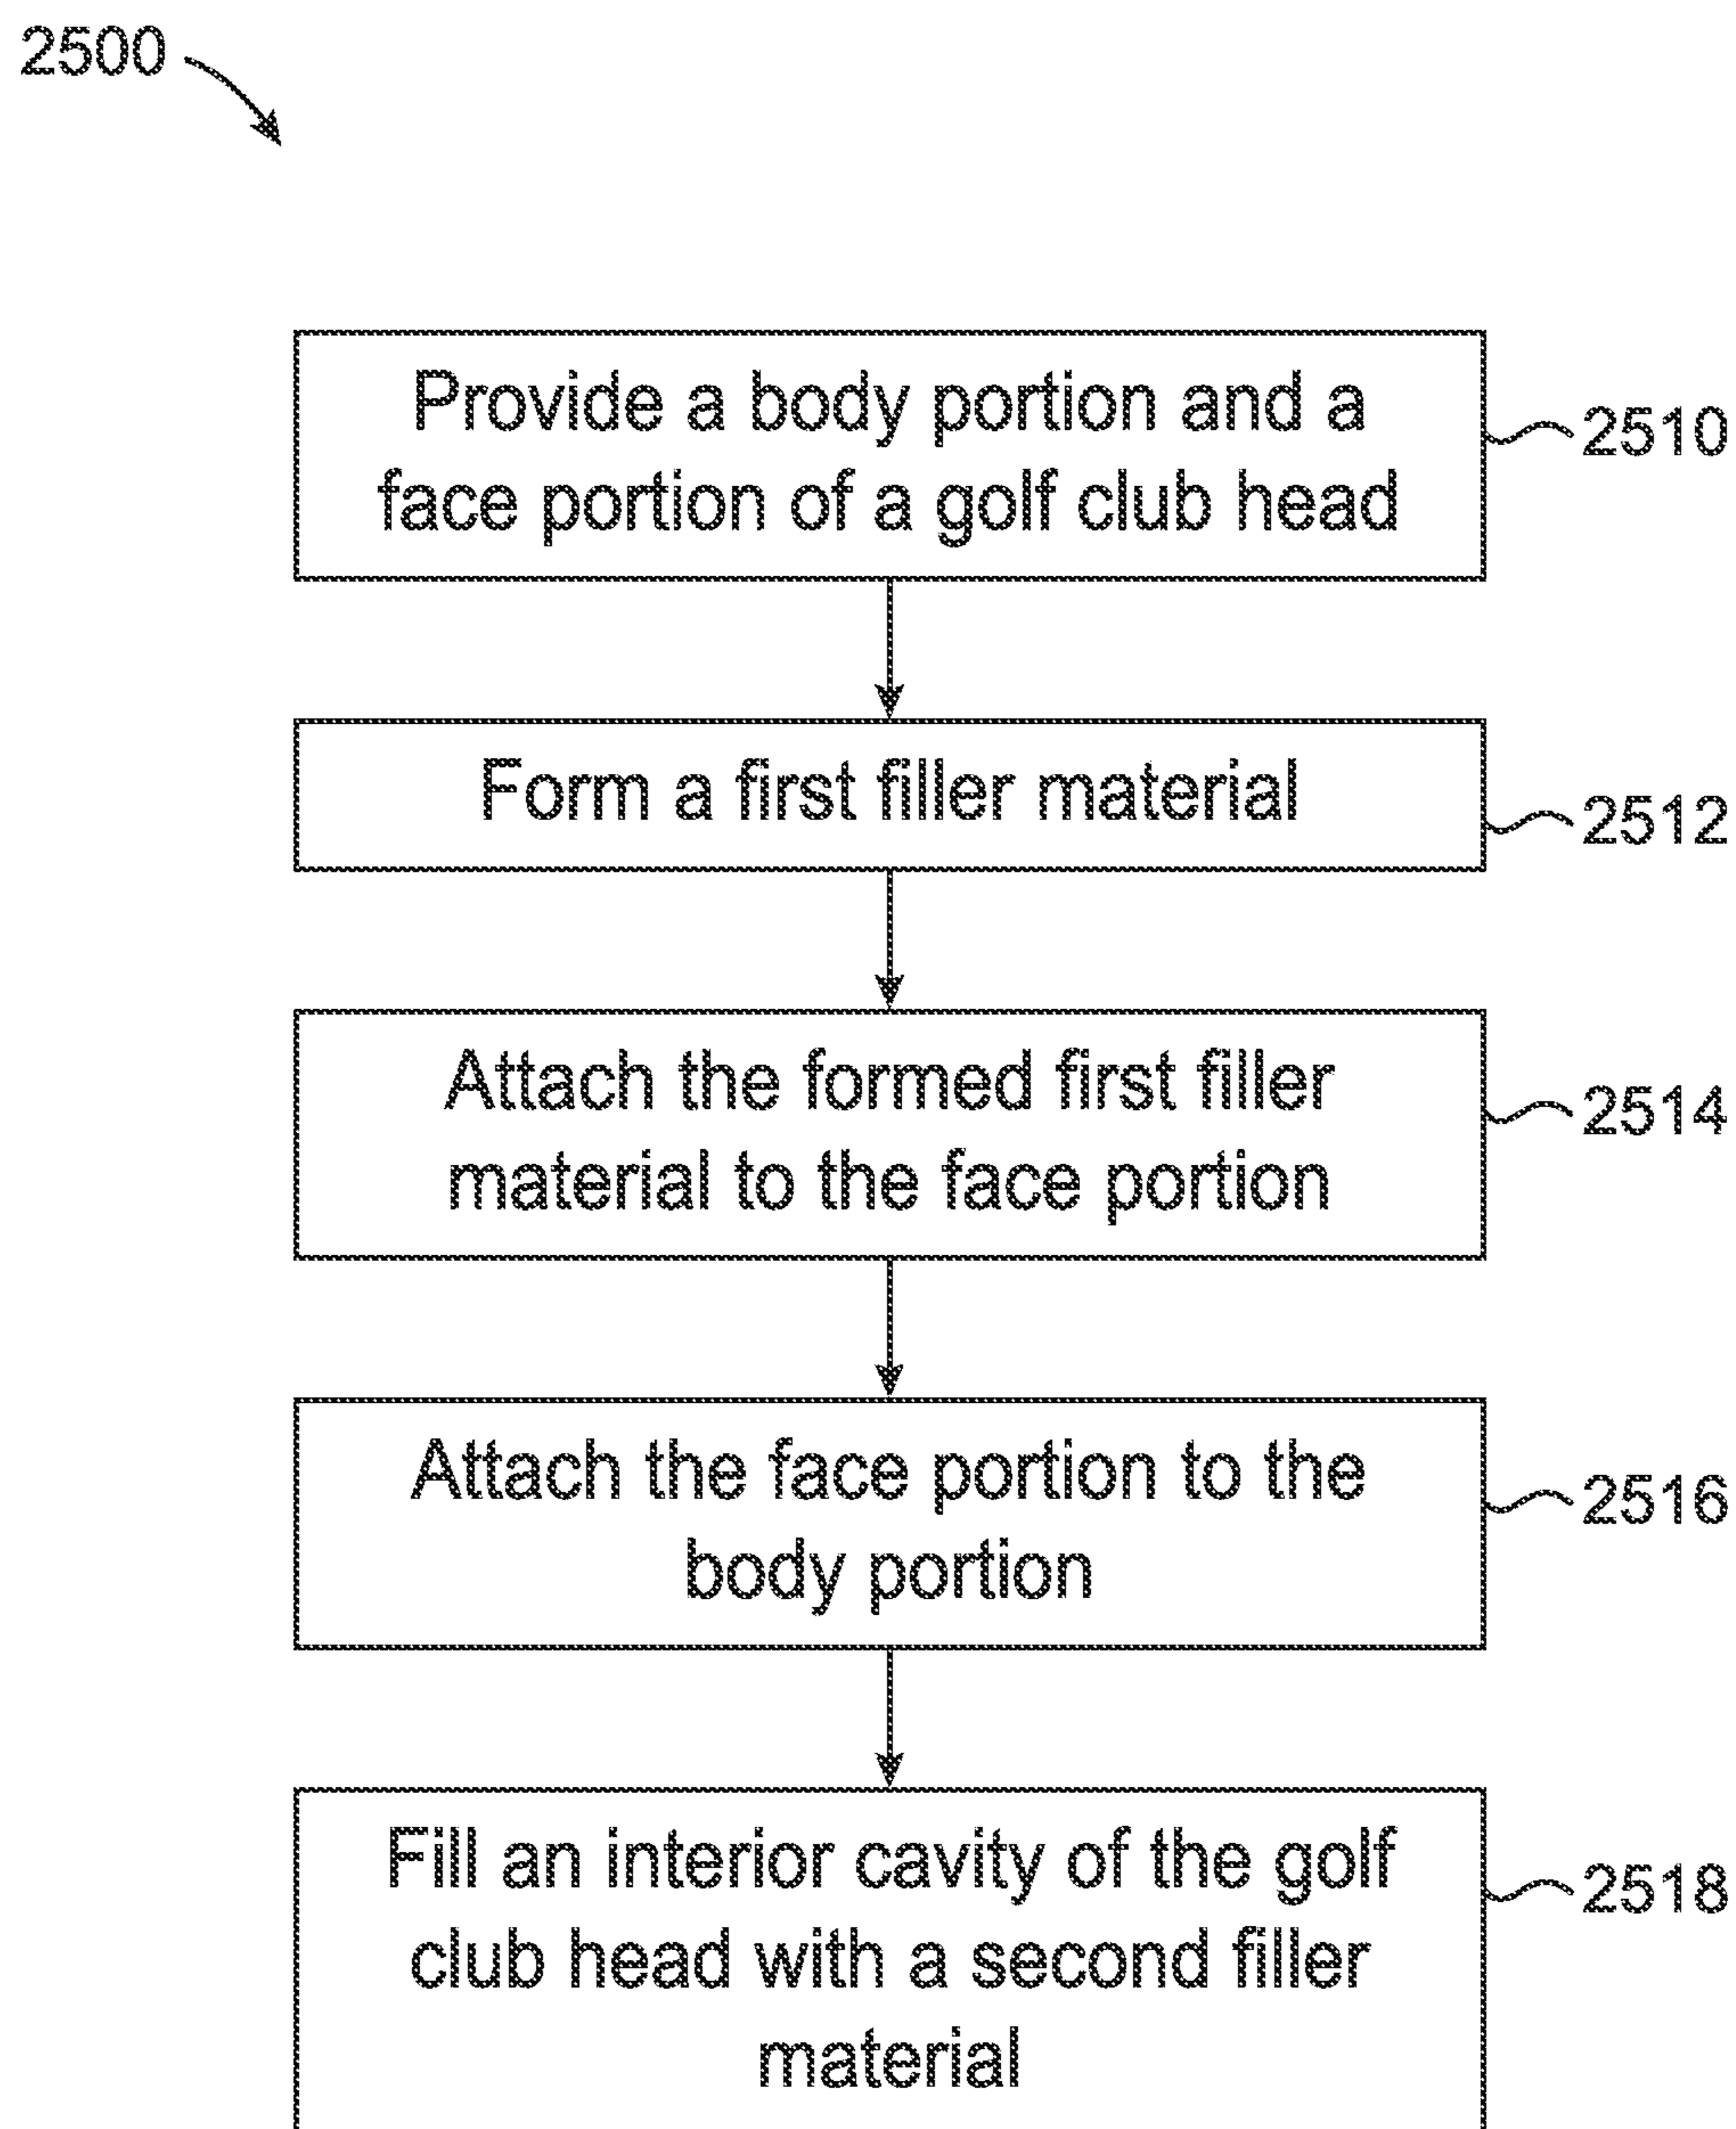 2500
Provide a body portion and a
face portion of a golf club head
2510
Form a first filler material
2512
Attach the formed first filler
material to the face portion
2514
Attach the face portion to the
body portion
2516
Fill an interior cavity of the golf
club head with a second filler
material
2518